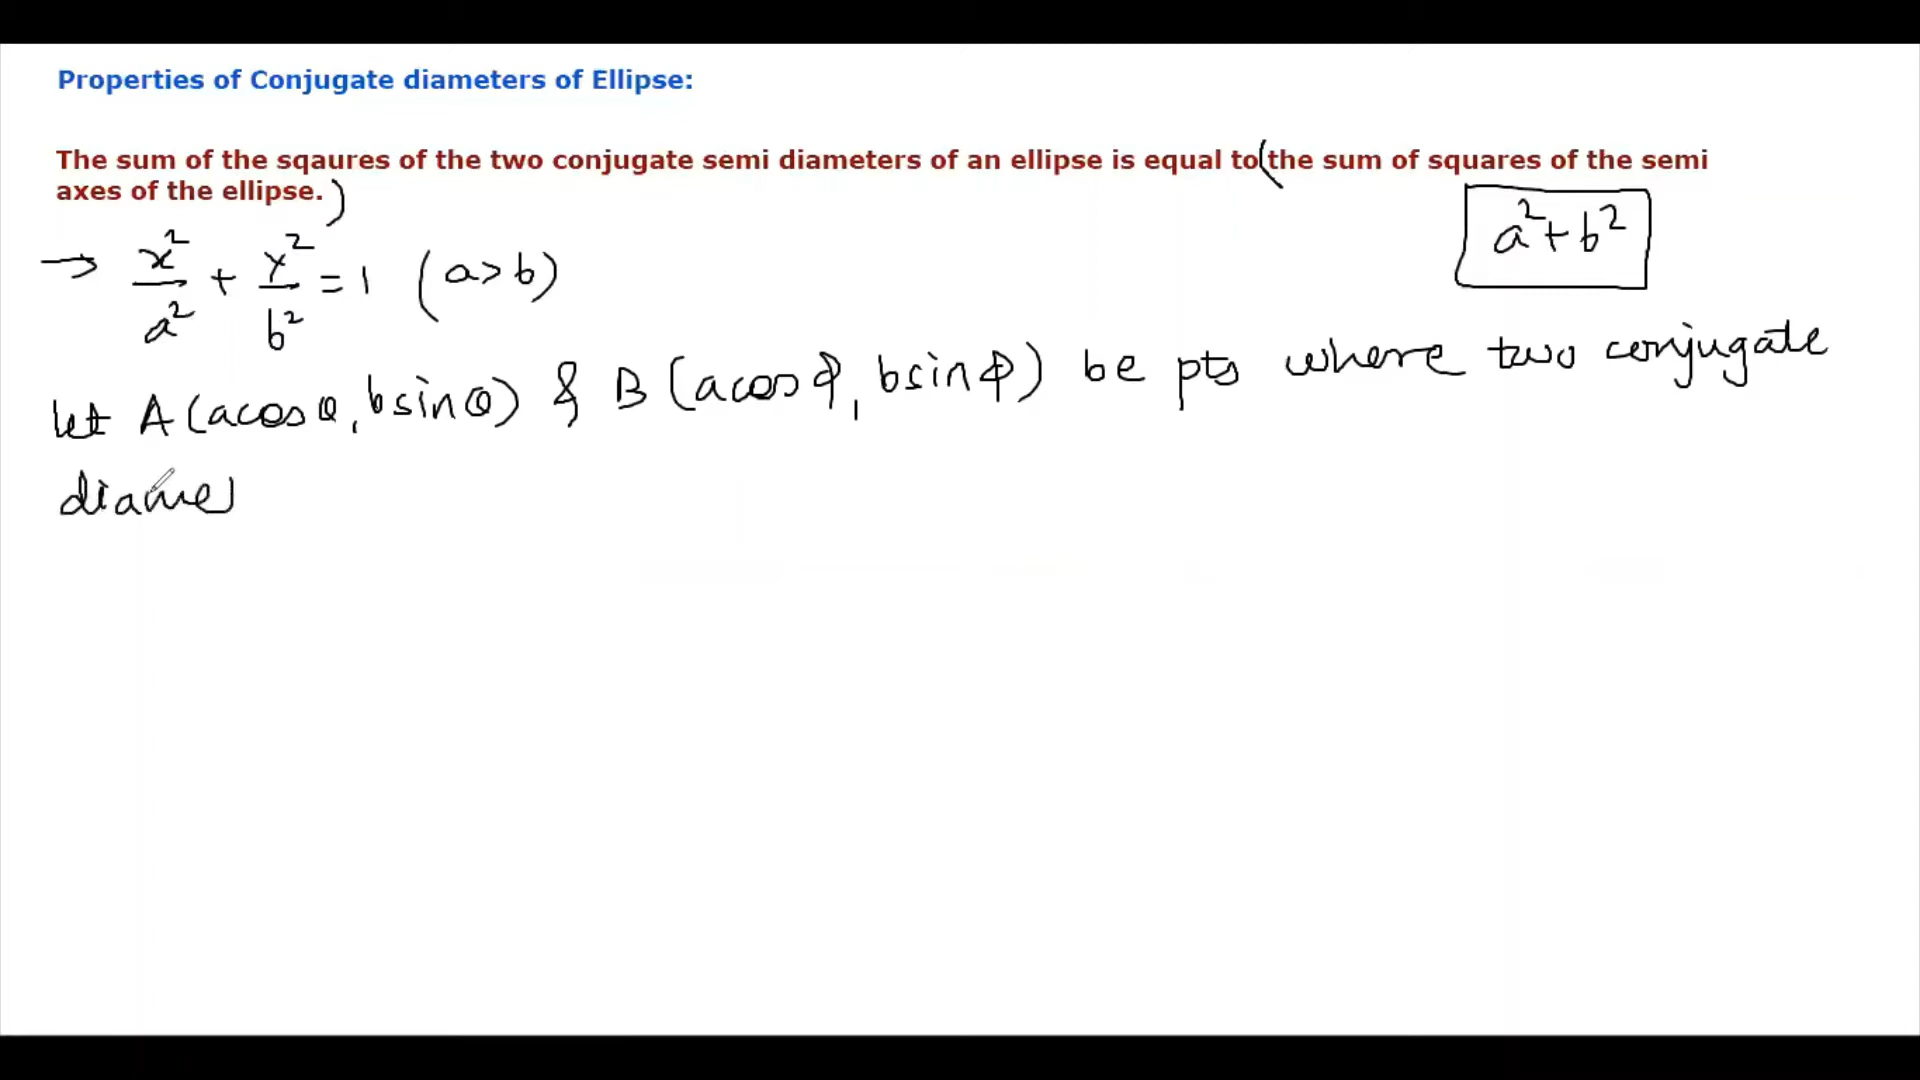 Properties of Conjugate diameters of Ellipse:
The sum of the sqaures of the two conjugate semi diameters of an ellipse is equal to(the sum of squares of the semi
axes of the ellipse.)
a²+b²
→ x²/a² + y²/b² = 1 (a>b)
let A(acosθ, bsinθ) & B(acosϕ, bsinϕ) be pts where two conjugate
diame